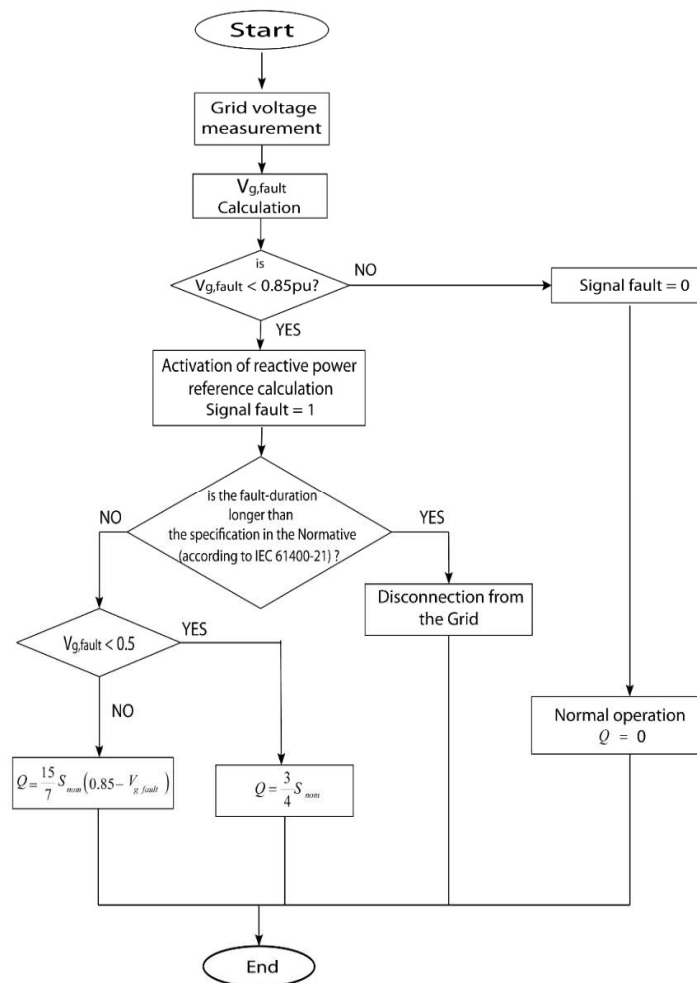 Start
Grid voltage
measurement
Vg,fault
Calculation
is
Vg,fault < 0.85pu?
NO
Signal fault = 0
YES
Activation of reactive power
reference calculation
Signal fault = 1
is the fault-duration
longer than
the specification in the Normative
(according to IEC 61400-21) ?
NO
YES
Disconnection from
the Grid
Vg,fault < 0.5
YES
NO
Normal operation
Q = 0
Q = 15/7 Snom (0.85 – Vg fault)
Q = 3/4 Snom
End